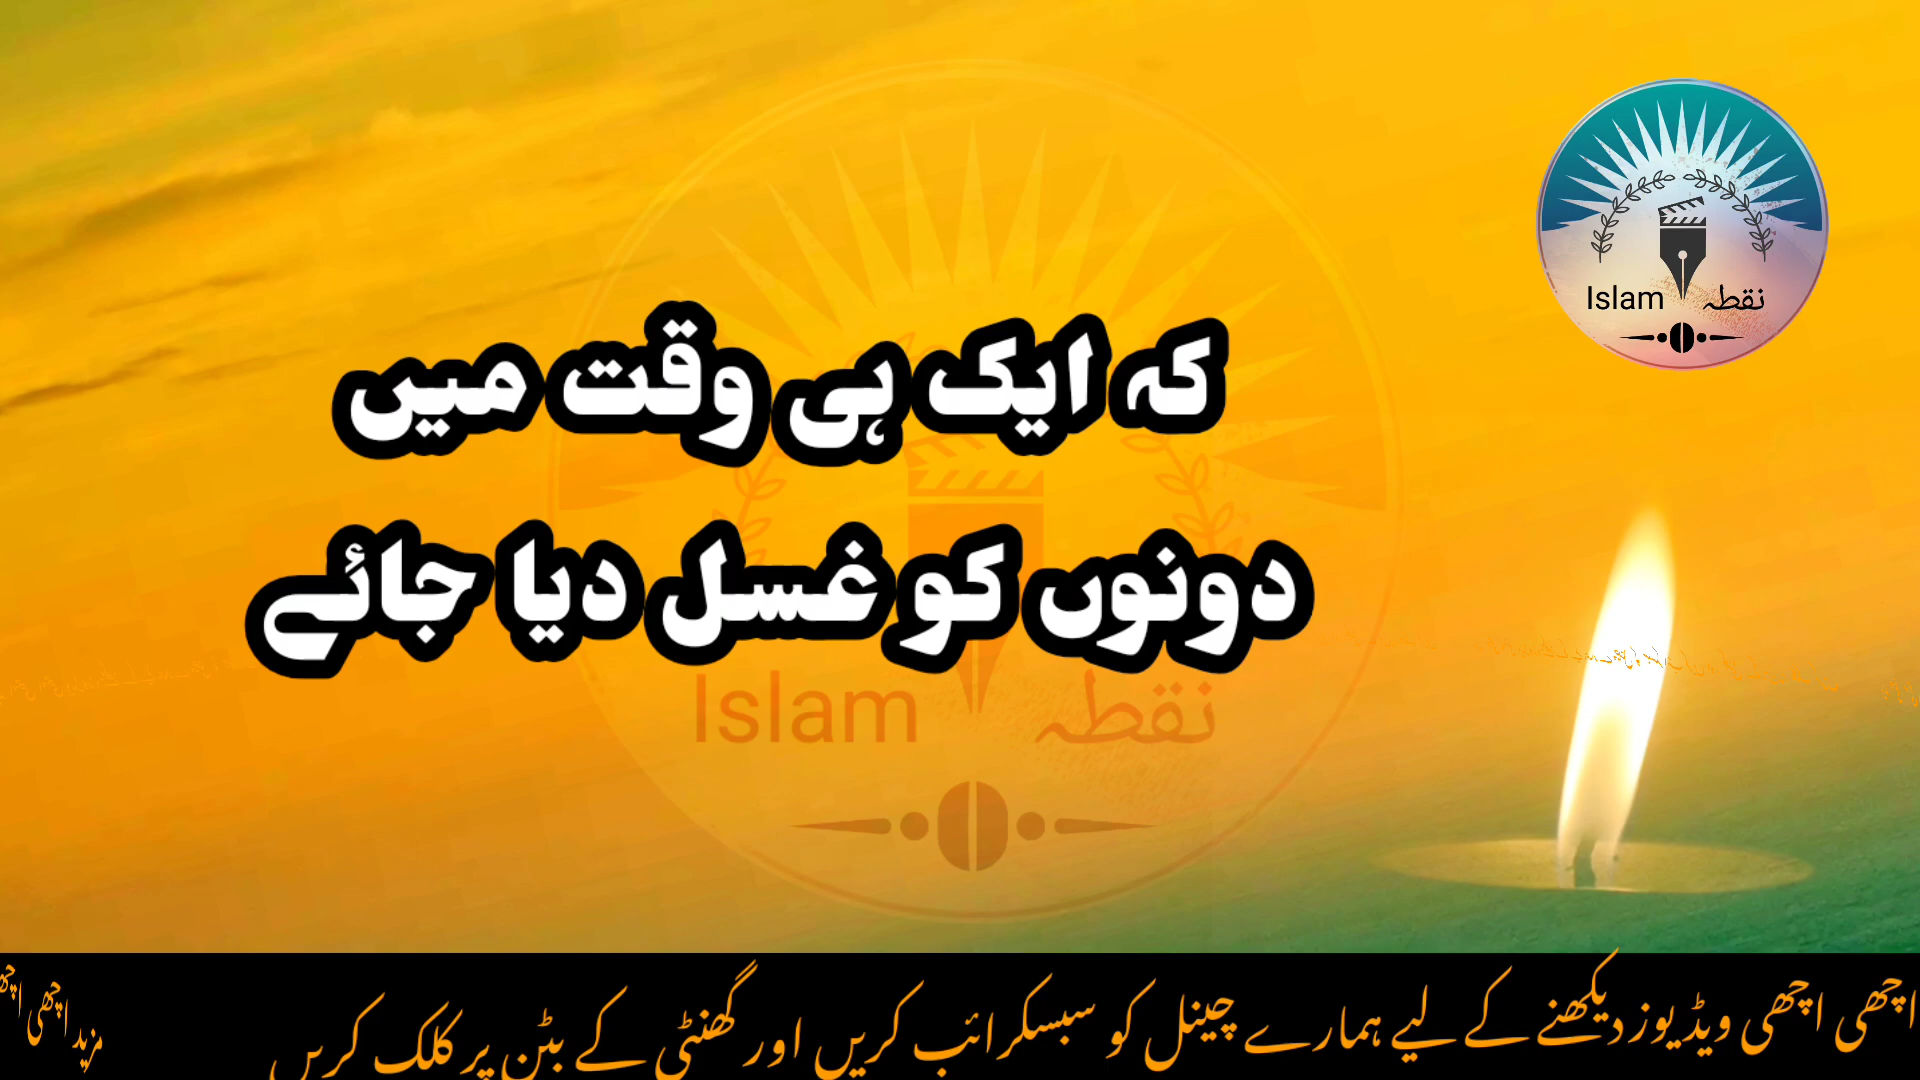 Islam نقطہ
کہ ایک ہی وقت میں
دونوں کو غسل دیا جائے
Islam نقطہ
اچھی اچھی ویڈیوز دیکھنے کے لیے ہمارے چینل کو سبسکرائب کریں اور گھنٹی کے بٹن پر کلک کریں
مزید اچھی